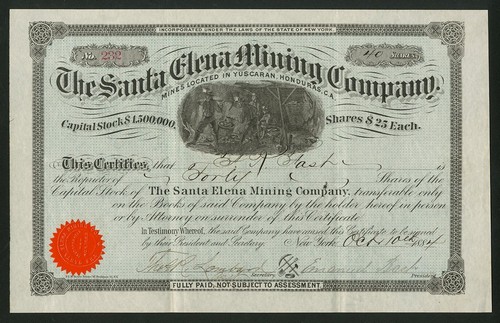 INCORPORATED UNDER THE LAWS OF THE STATE OF NEW YORK.
No. 232
40 SHARES
The Santa Elena Mining Company.
MINES LOCATED IN YUSCARAN, HONDURAS, C.A.
Capital Stock $1,500,000.
Shares $25 Each.
This Certifies, that is
the Proprietor of Forty Shares of the
Capital Stock of The Santa Elena Mining Company, transferable only
on the Books of said Company by the holder hereof in person
or by Attorney on surrender of this Certificate.
In Testimony Whereof, the said Company have caused this Certificate to be signed
by their President and Secretary. New York, Oct 10th 1884
Secretary
FULLY PAID, NOT SUBJECT TO ASSESSMENT.